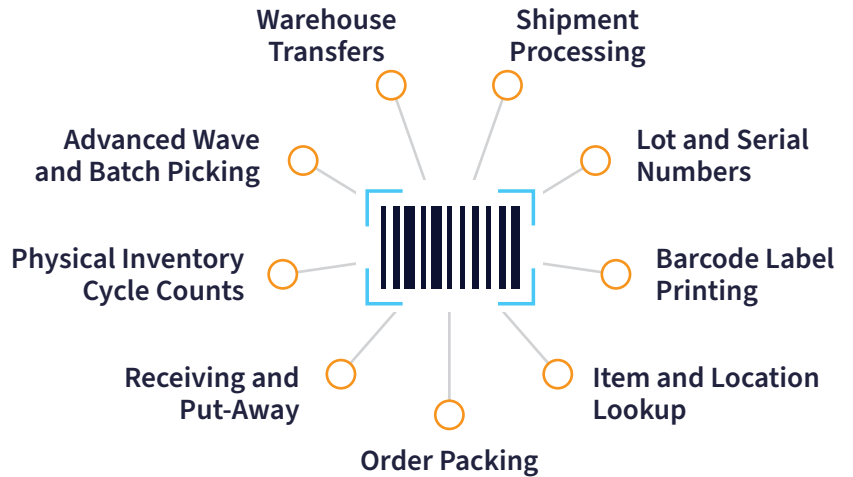 Warehouse
Transfers
Shipment
Processing
Advanced Wave
and Batch Picking
Lot and Serial
Numbers
Physical Inventory
Cycle Counts
Barcode Label
Printing
Receiving and
Put-Away
Item and Location
Lookup
Order Packing